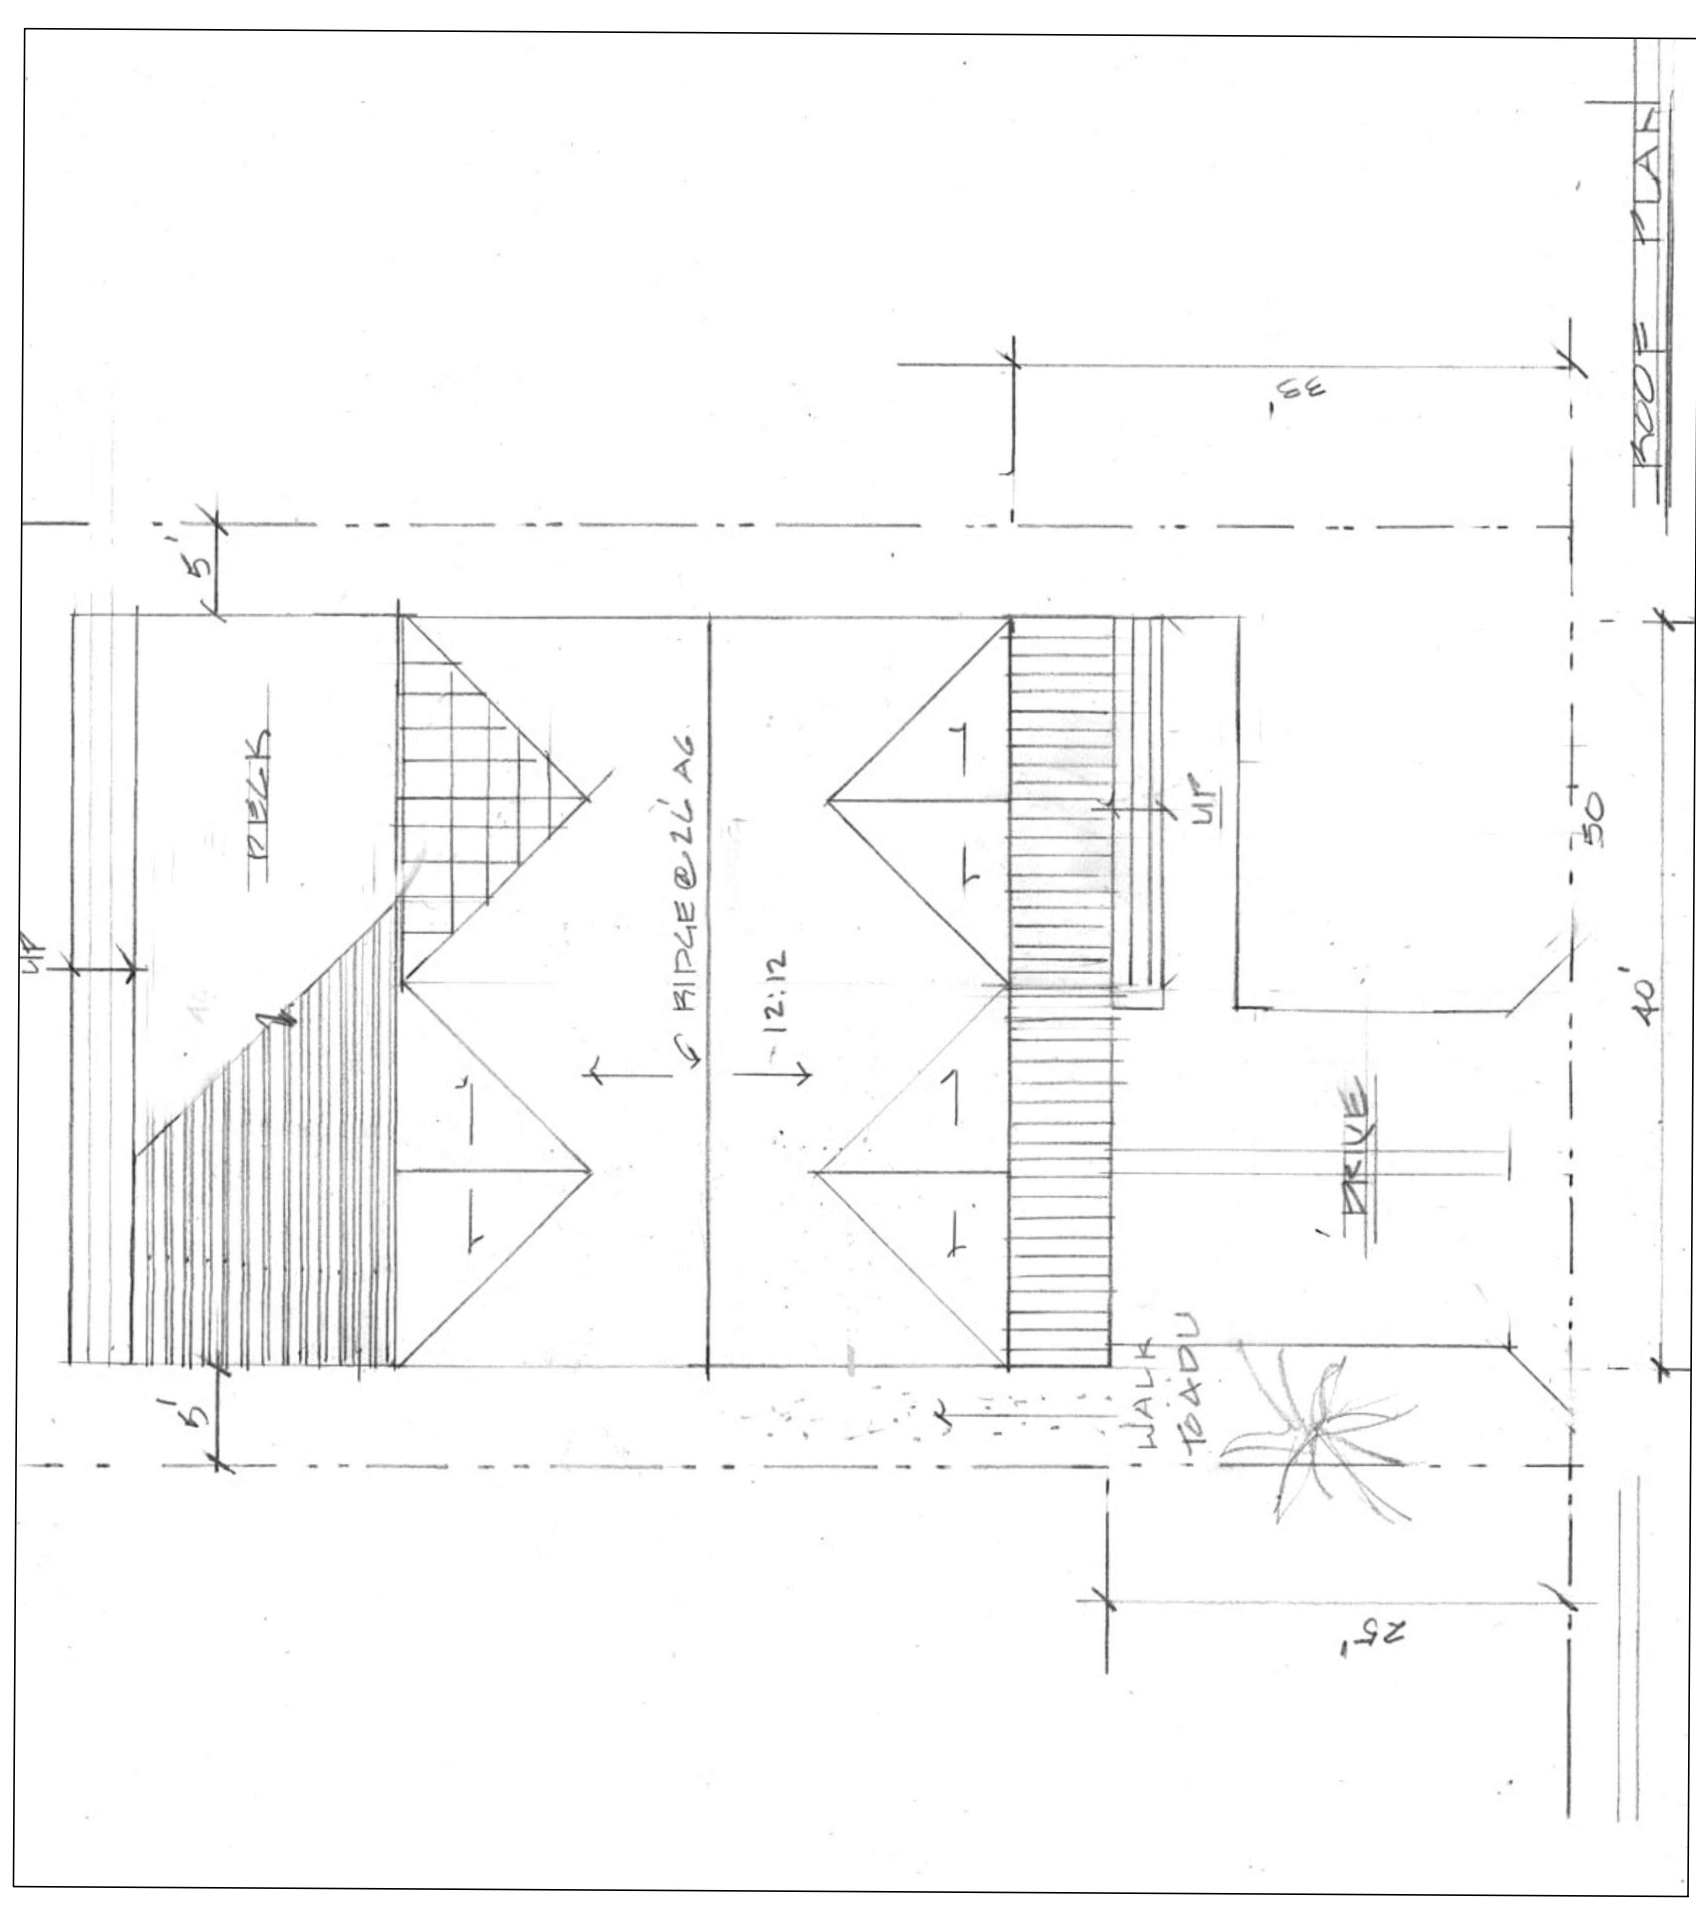 ROOF PLAN
33'
5'
DECK
UP
RIDGE @ 26' AG
12:12
UP
50
40'
DRIVE
5'
WALK
TO ADU
25'